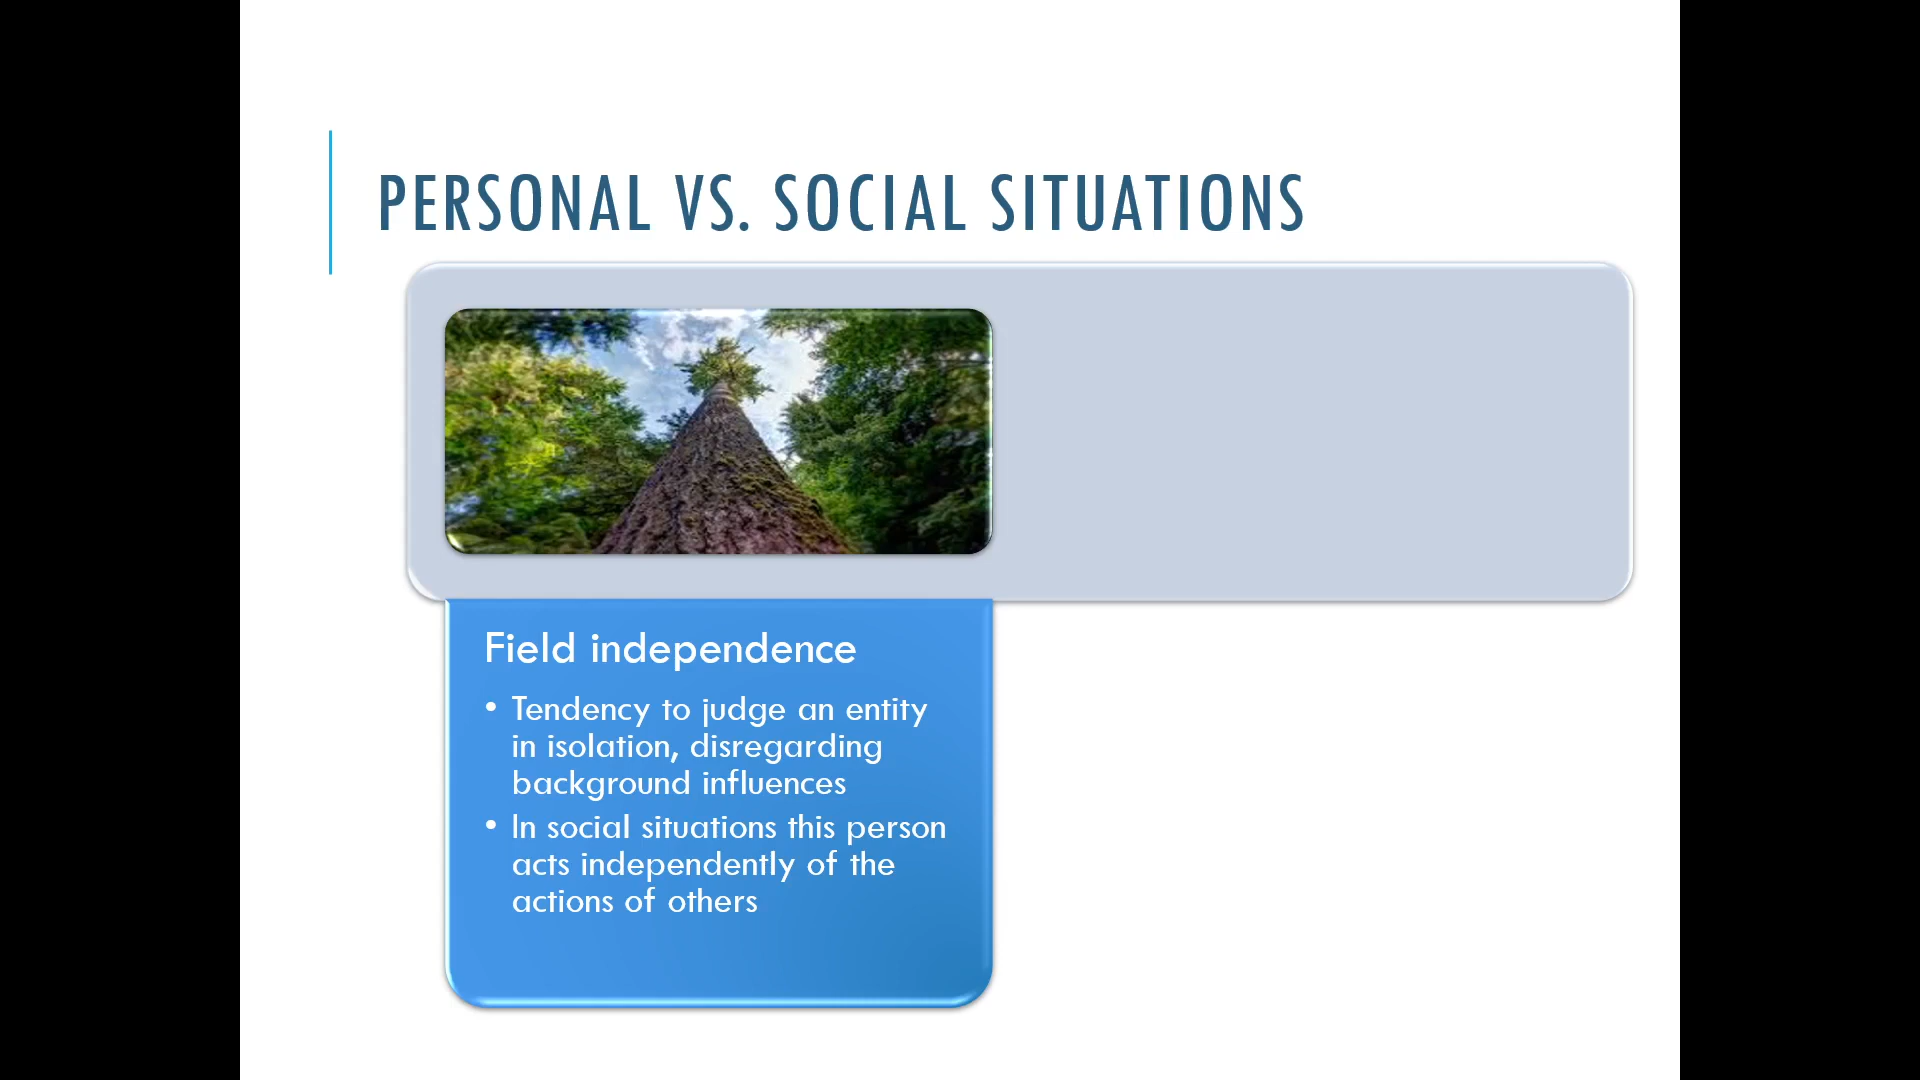 PERSONAL VS. SOCIAL SITUATIONS
Field independence
• Tendency to judge an entity
in isolation, disregarding
background influences
• In social situations this person
acts independently of the
actions of others